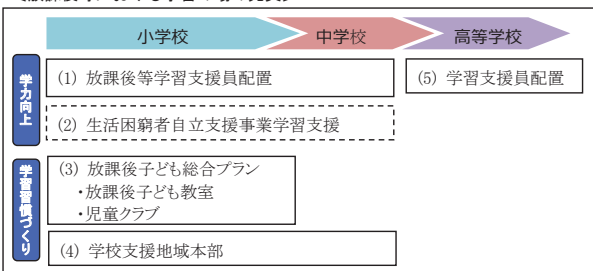 小学校
中学校
高等学校
学力向上
(1) 放課後等学習支援員配置
(5) 学習支援員配置
(2) 生活困窮者自立支援事業学習支援
学習習慣づくり
(3) 放課後子ども総合プラン
・放課後子ども教室
・児童クラブ
(4) 学校支援地域本部